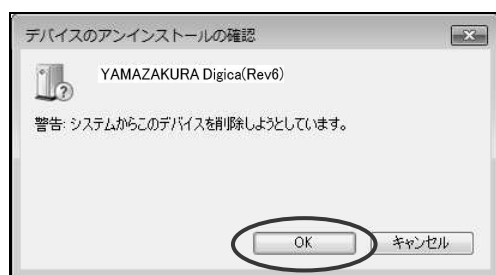 デバイスのアンインストールの確認
YAMAZAKURA Digica(Rev6)
警告: システムからこのデバイスを削除しようとしています。
OK
キャンセル